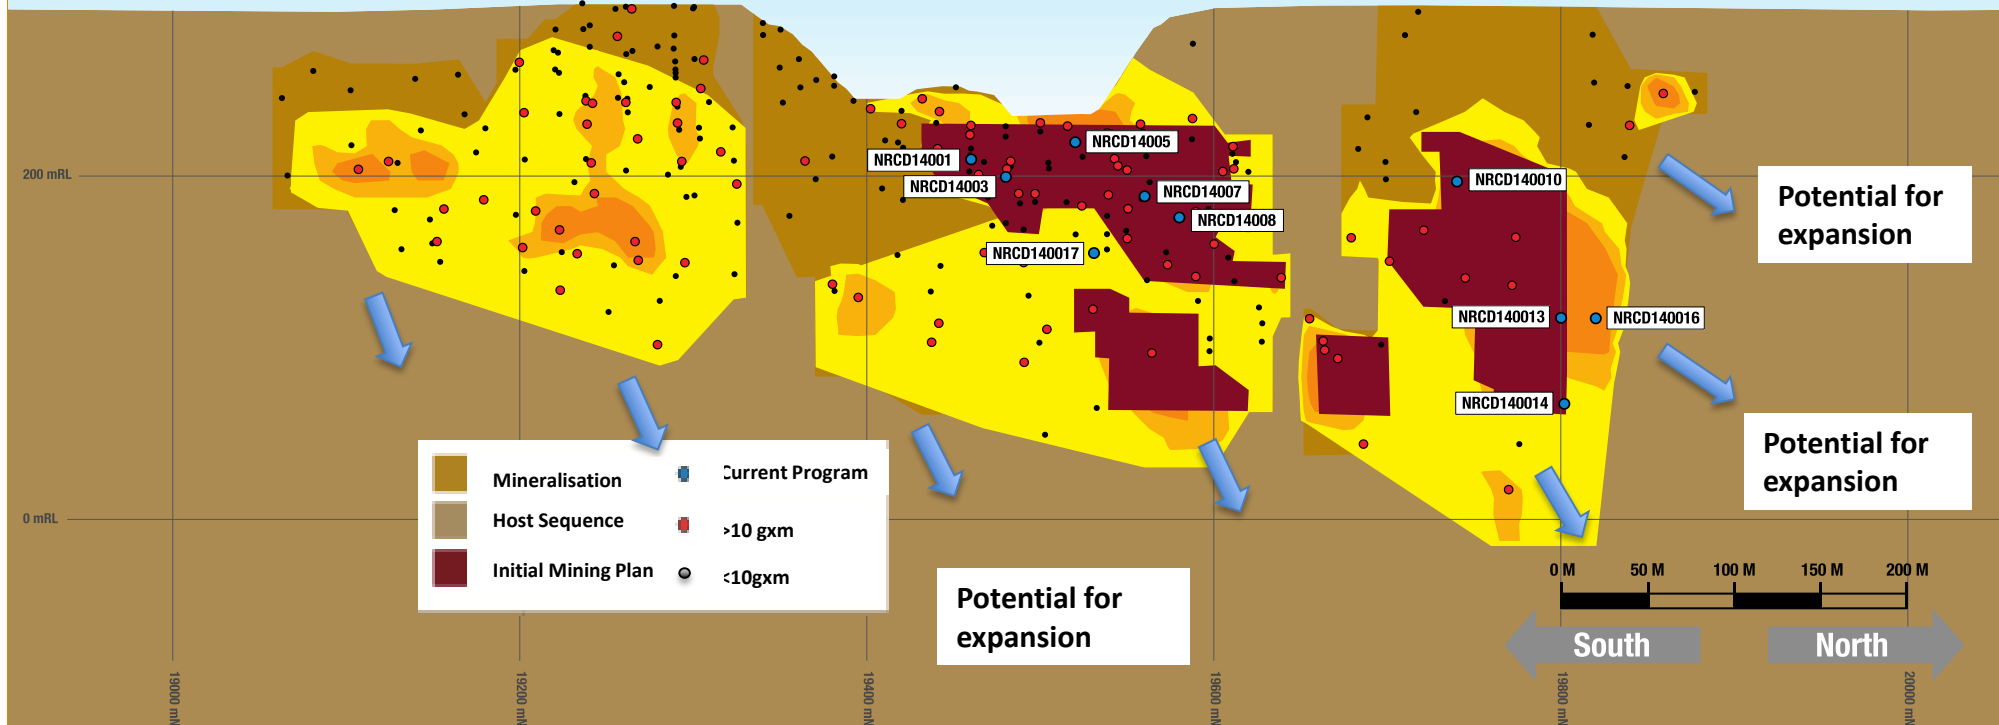 NRCD14005
NRCD14001
NRCD14003
NRCD14007
NRCD14008
NRCD140010
200 mRL
Potential for
expansion
NRCD140017
NRCD140013
NRCD140016
NRCD140014
Potential for
expansion
Mineralisation
Current Program
Host Sequence
>10 gxm
Initial Mining Plan
<10gxm
0 mRL
0 M 50 M 100 M 150 M 200 M
Potential for
expansion
South
North
19000 mN
19200 mN
19400 mN
19600 mN
19800 mN
20000 mN